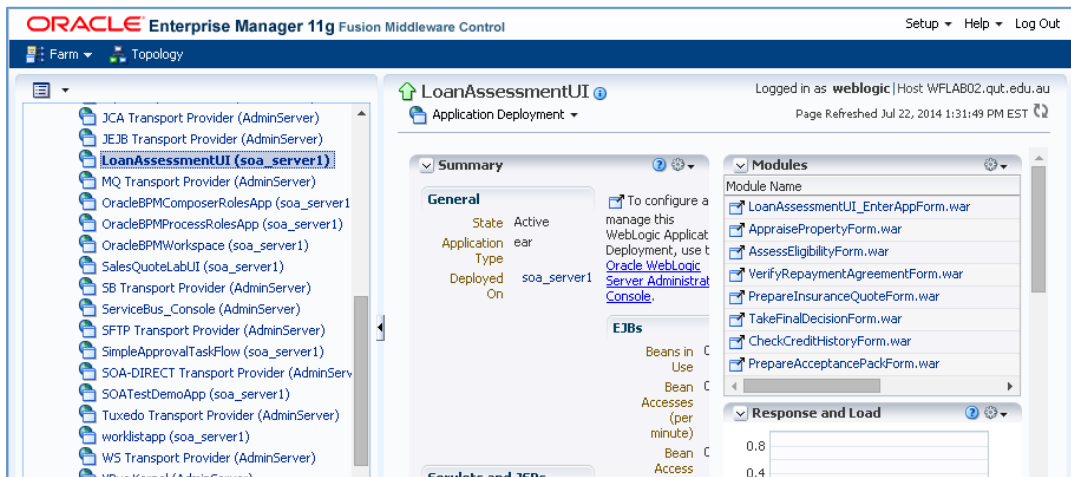 ORACLE Enterprise Manager 11g Fusion Middleware Control
Setup Help Log Out
Farm Topology
JCA Transport Provider (AdminServer)
JEJB Transport Provider (AdminServer)
LoanAssessmentUI (soa_server1)
MQ Transport Provider (AdminServer)
OracleBPMComposerRolesApp (soa_server1
OracleBPMProcessRolesApp (soa_server1)
OracleBPMWorkspace (soa_server1)
SalesQuoteLabUI (soa_server1)
SB Transport Provider (AdminServer)
ServiceBus_Console (AdminServer)
SFTP Transport Provider (AdminServer)
SimpleApprovalTaskFlow (soa_server1)
SOA-DIRECT Transport Provider (AdminServ
SOATestDemoApp (soa_server1)
Tuxedo Transport Provider (AdminServer)
worklistapp (soa_server1)
WS Transport Provider (AdminServer)
LoanAssessmentUI
Application Deployment
Logged in as weblogic|Host WFLAB02.qut.edu.au
Page Refreshed Jul 22, 2014 1:31:49 PM EST
Summary
General
State Active
Application Type ear
Deployed On soa_server1
To configure a
manage this
WebLogic Applicat
Deployment, use t
Oracle WebLogic
Server Administrat
Console.
EJBs
Beans in
Use
Bean
Accesses
(per
minute)
Bean
Access
Servlets and JSPs
Modules
Module Name
LoanAssessmentUI_EnterAppForm.war
AppraisePropertyForm.war
AssessEligibilityForm.war
VerifyRepaymentAgreementForm.war
PrepareInsuranceQuoteForm.war
TakeFinalDecisionForm.war
CheckCreditHistoryForm.war
PrepareAcceptancePackForm.war
Response and Load
0.8
0.4